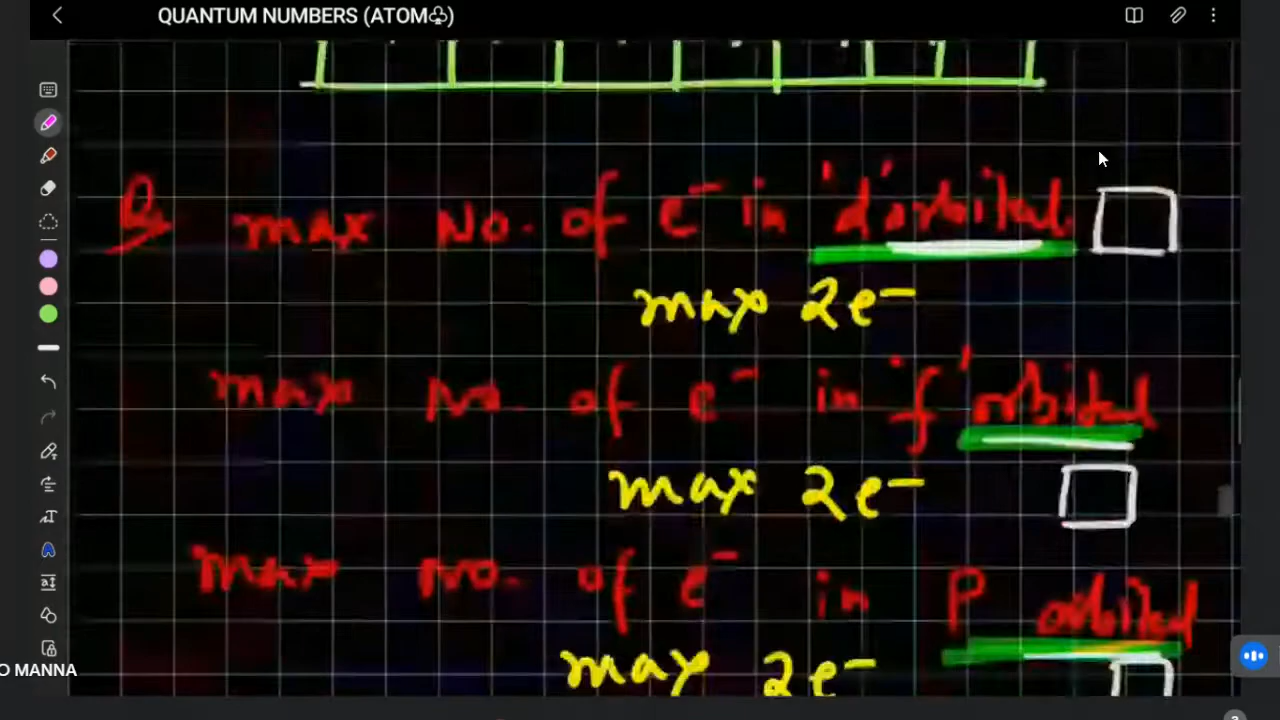 QUANTUM NUMBERS (ATOM♧)
Q max No. of e⁻ in 'd' orbital
max 2e⁻
max No. of e⁻ in 'f' orbital
max 2e⁻
max No. of e⁻ in P orbital
max 2e⁻
O MANNA